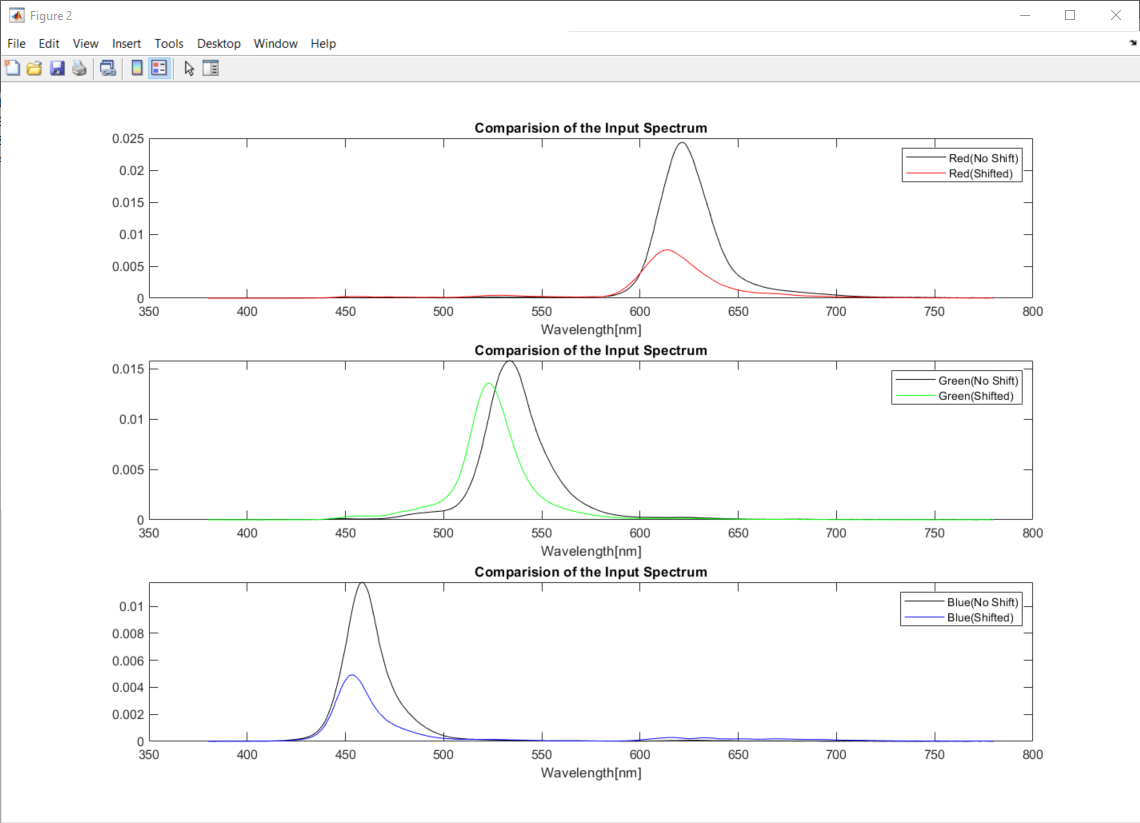 Figure 2
File Edit View Insert Tools Desktop Window Help
Comparision of the Input Spectrum
0.025
0.02
0.015
0.01
0.005
0
Red(No Shift)
Red(Shifted)
350 400 450 500 550 600 650 700 750 800
Wavelength[nm]
Comparision of the Input Spectrum
0.015
0.01
0.005
0
Green(No Shift)
Green(Shifted)
350 400 450 500 550 600 650 700 750 800
Wavelength[nm]
Comparision of the Input Spectrum
0.01
0.008
0.006
0.004
0.002
0
Blue(No Shift)
Blue(Shifted)
350 400 450 500 550 600 650 700 750 800
Wavelength[nm]